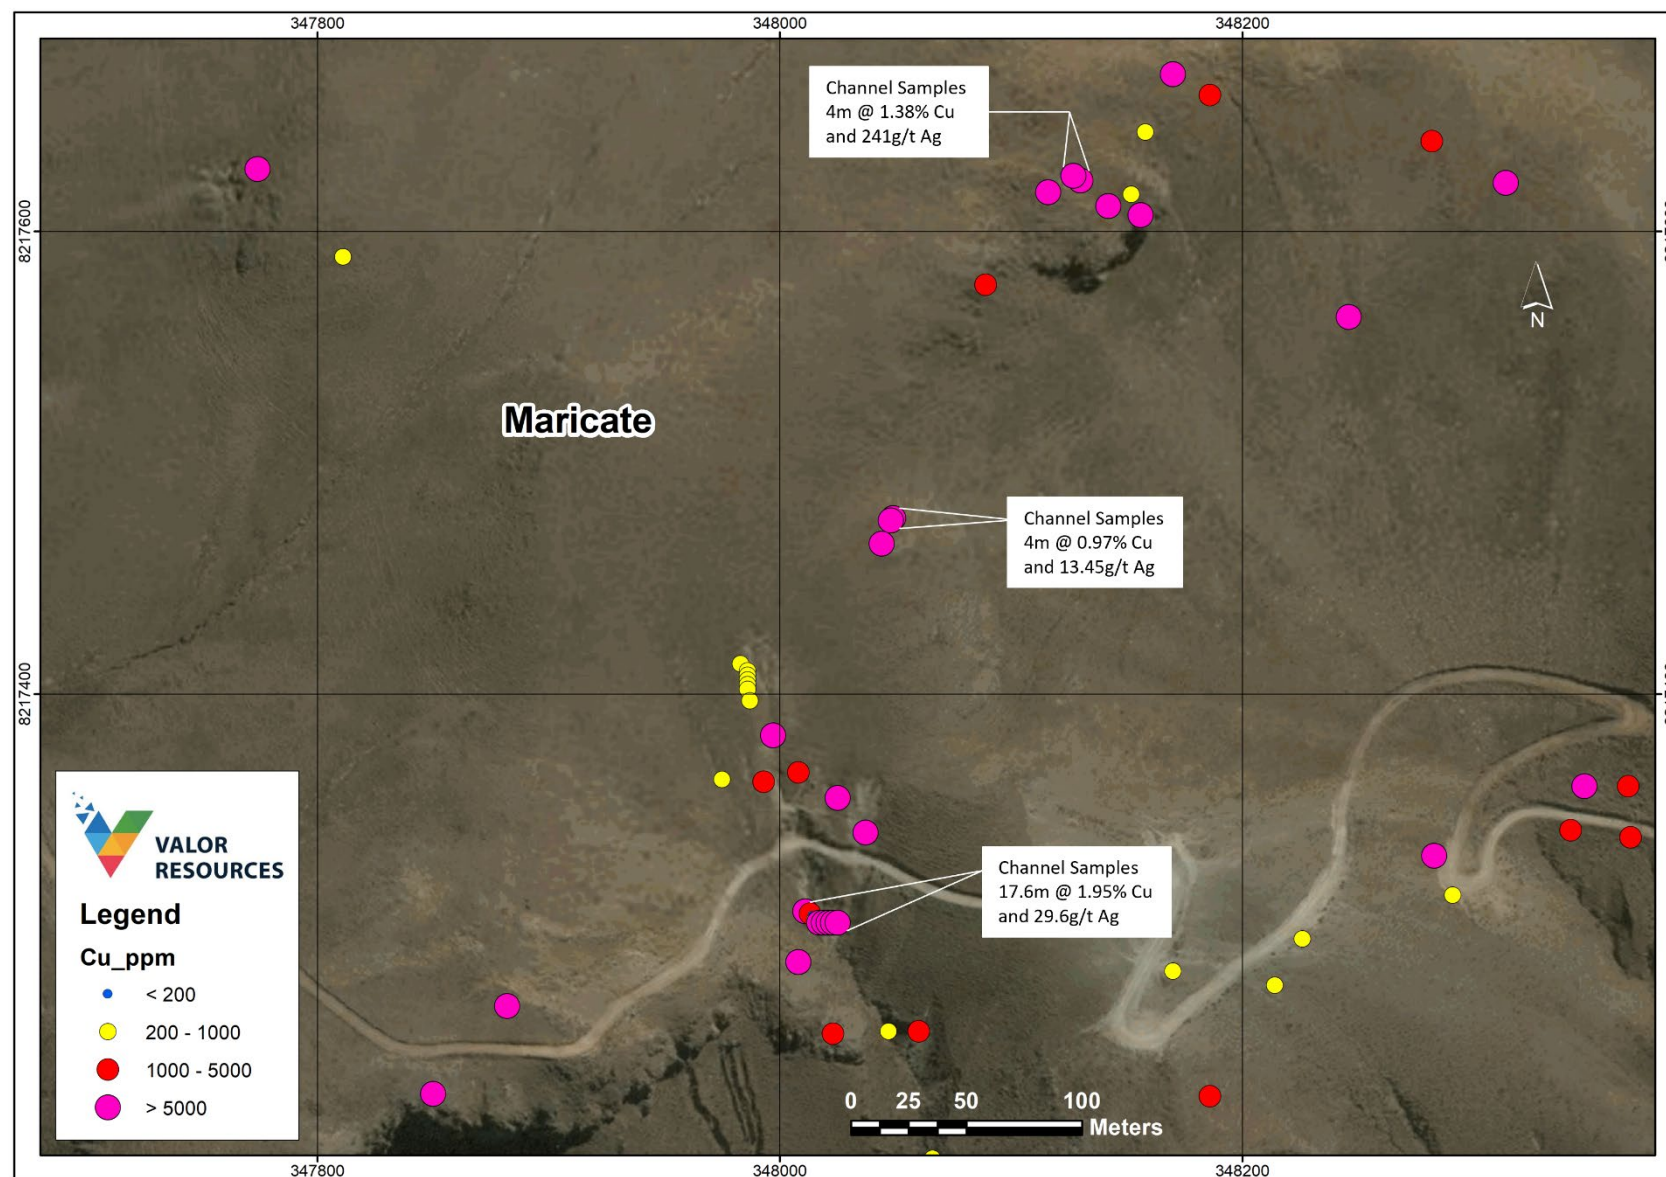 347800
348000
348200
Channel Samples
4m @ 1.38% Cu
and 241g/t Ag
8217600
N
Maricate
Channel Samples
4m @ 0.97% Cu
and 13.45g/t Ag
8217400
Channel Samples
17.6m @ 1.95% Cu
and 29.6g/t Ag
VALOR
RESOURCES
Legend
Cu_ppm
< 200
200 - 1000
1000 - 5000
> 5000
0 25 50 100
Meters
347800
348000
348200